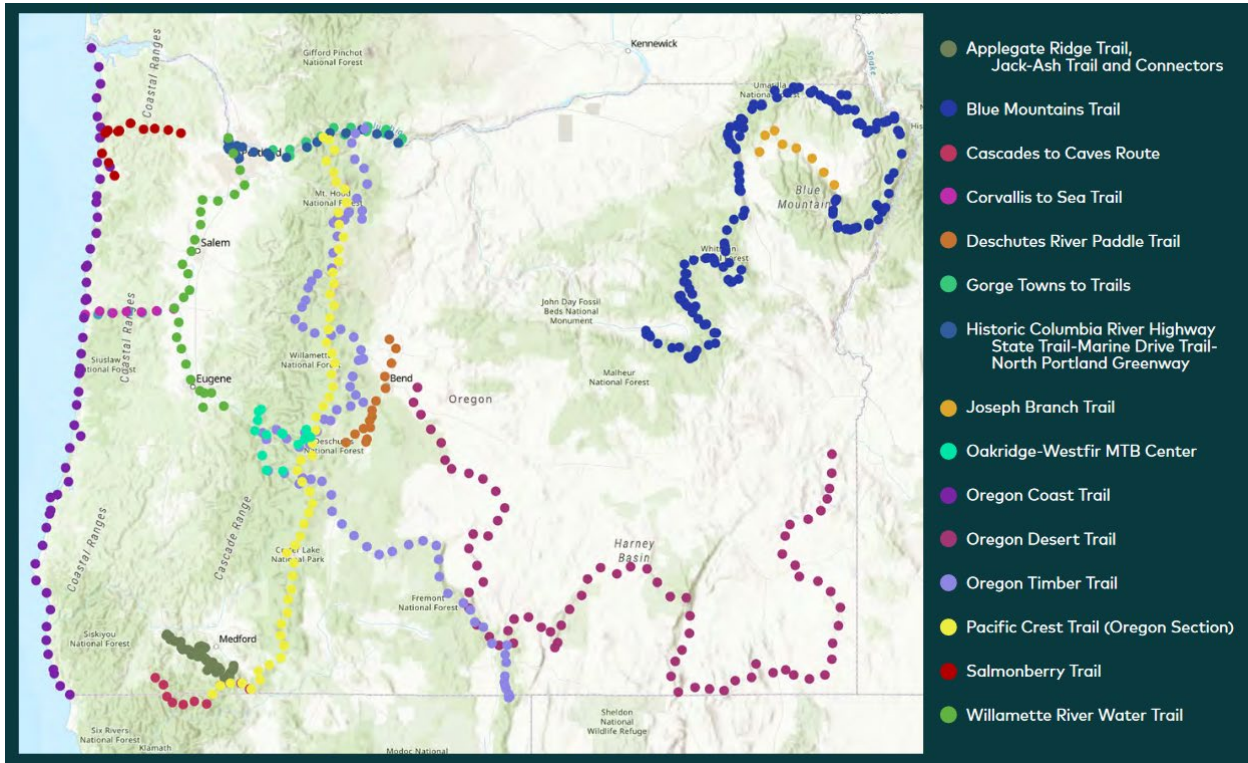 Gifford Pinchot
National Forest
Kennewick
Coastal Ranges
Snake
Umatilla
National Forest
Mt. Hood
National Forest
Blue
Mountain
Salem
Coastal Ranges
John Day Fossil
Beds National
Monument
Siuslaw
National Forest
Eugene
Bend
Malheur
National Forest
Oregon
Deschutes
National Forest
Coastal Ranges
Cascade Range
Crater Lake
National Park
Harney
Basin
Fremont
National Forest
Siskiyou
National Forest
Medford
Six Rivers
National Forest
Klamath
Modoc National
Sheldon
National
Wildlife Refuge
Applegate Ridge Trail,
Jack-Ash Trail and Connectors
Blue Mountains Trail
Cascades to Caves Route
Corvallis to Sea Trail
Deschutes River Paddle Trail
Gorge Towns to Trails
Historic Columbia River Highway
State Trail-Marine Drive Trail-
North Portland Greenway
Joseph Branch Trail
Oakridge-Westfir MTB Center
Oregon Coast Trail
Oregon Desert Trail
Oregon Timber Trail
Pacific Crest Trail (Oregon Section)
Salmonberry Trail
Willamette River Water Trail